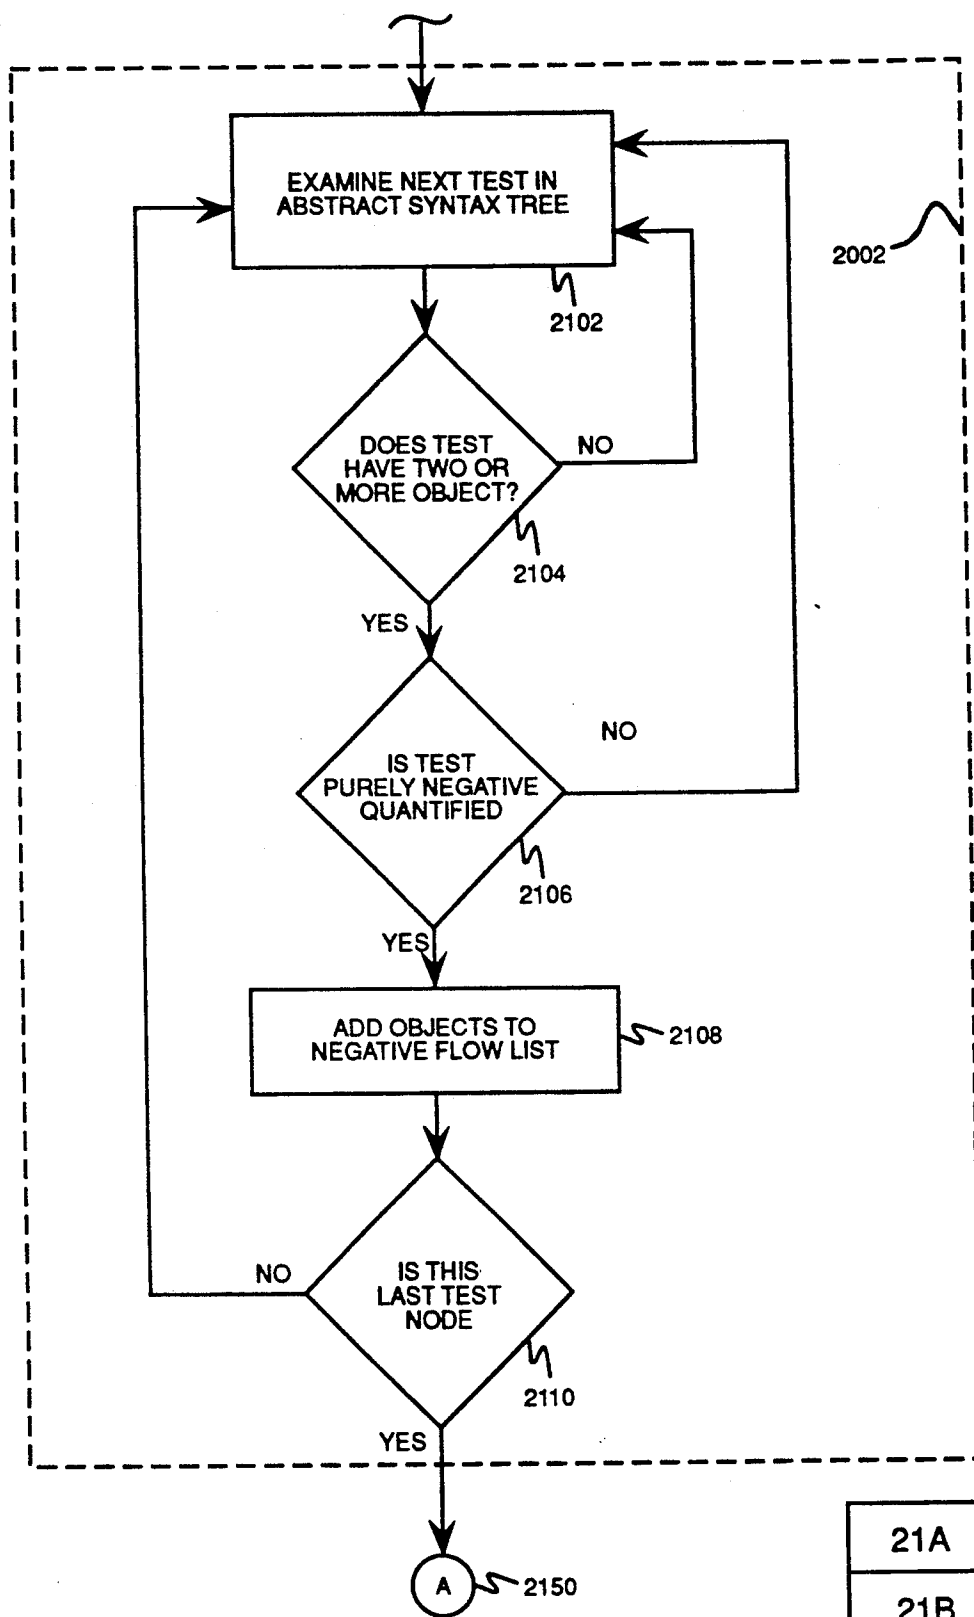 EXAMINE NEXT TEST IN
ABSTRACT SYNTAX TREE
2002
2102
DOES TEST
HAVE TWO OR
MORE OBJECT?
NO
2104
YES
NO
IS TEST
PURELY NEGATIVE
QUANTIFIED
2106
YES
ADD OBJECTS TO
NEGATIVE FLOW LIST
2108
NO
IS THIS
LAST TEST
NODE
2110
YES
21A
A
2150
21B